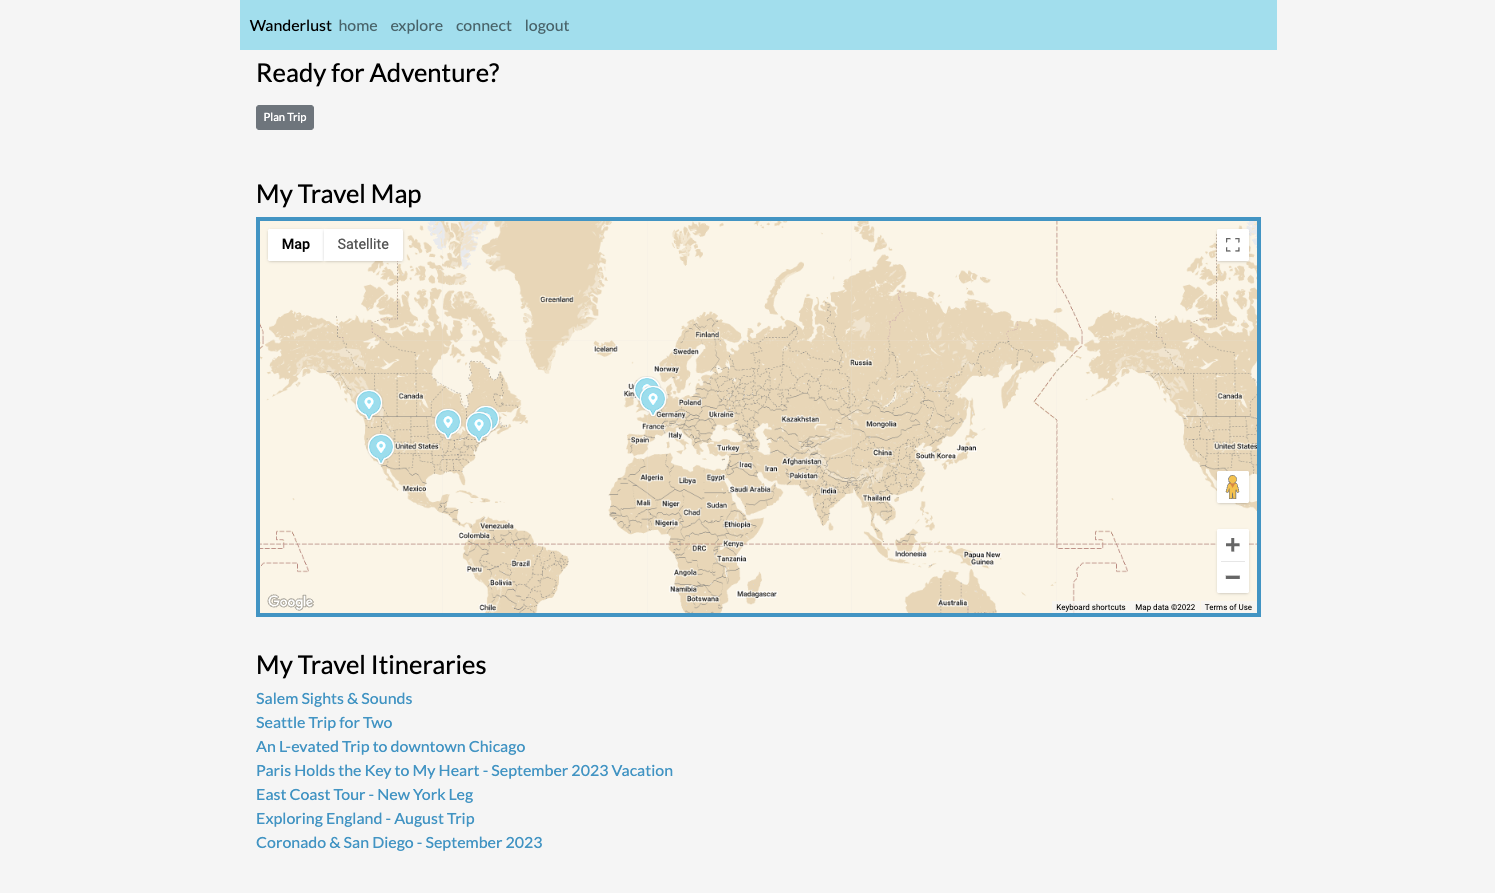 Wanderlust home explore connect logout
Ready for Adventure?
Plan Trip
My Travel Map
Map Satellite
Greenland
Finland
Iceland
Sweden
Russia
Norway
Canada
Canada
Poland
Germany
Ukraine
Kazakhstan
Mongolia
France
Italy
Spain
Turkey
United States
United States
Japan
China
South Korea
Iraq
Iran
Afghanistan
Pakistan
Algeria
Libya
Egypt
Saudi Arabia
Mexico
India
Thailand
Mali
Niger
Chad
Sudan
Nigeria
Ethiopia
Venezuela
Colombia
DRC
Kenya
Tanzania
Indonesia
Papua New
Guinea
Peru
Brazil
Bolivia
Angola
Namibia
Botswana
Madagascar
Chile
Australia
Google
Keyboard shortcuts Map data ©2022 Terms of Use
My Travel Itineraries
Salem Sights & Sounds
Seattle Trip for Two
An L-evated Trip to downtown Chicago
Paris Holds the Key to My Heart - September 2023 Vacation
East Coast Tour - New York Leg
Exploring England - August Trip
Coronado & San Diego - September 2023